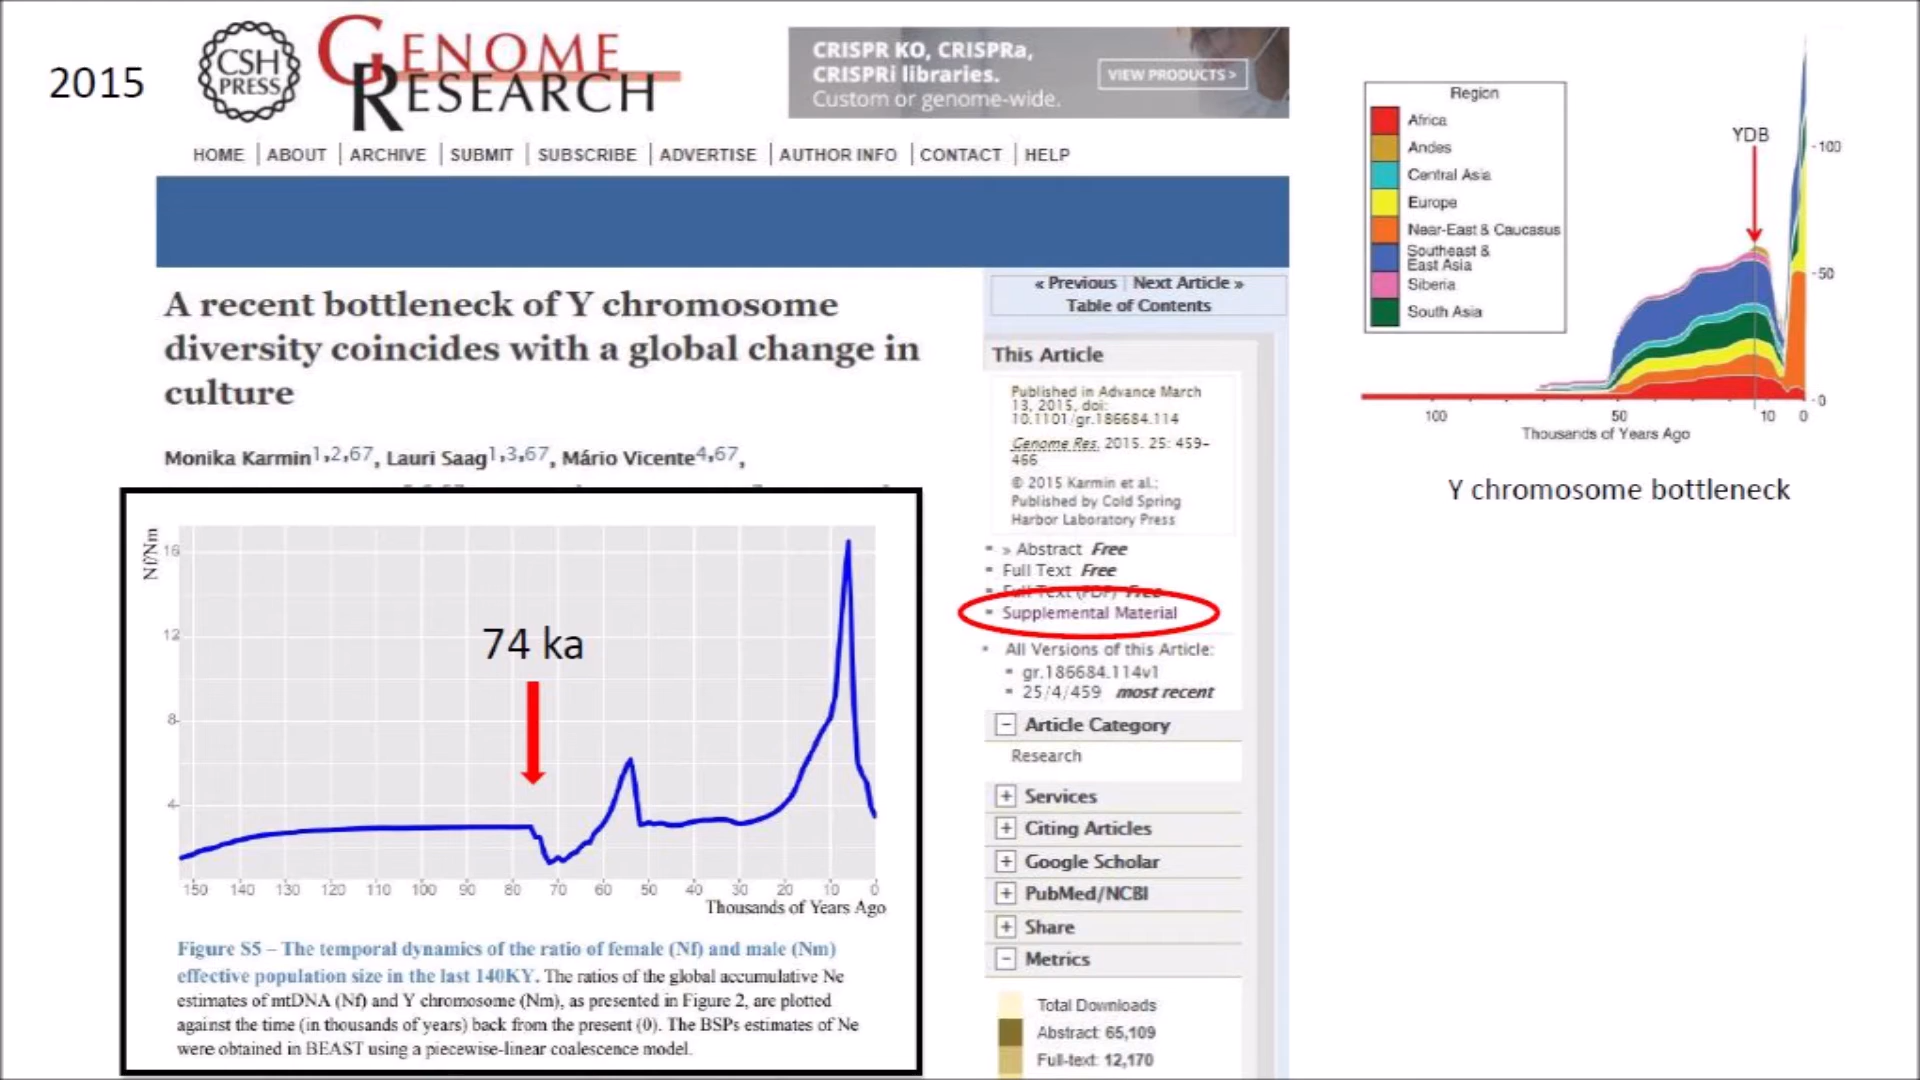 2015
CSH
PRESS
GENOME
RESEARCH
CRISPR KO, CRISPRa,
CRISPRi libraries.
Custom or genome-wide.
VIEW PRODUCTS >
HOME | ABOUT | ARCHIVE | SUBMIT | SUBSCRIBE | ADVERTISE | AUTHOR INFO | CONTACT | HELP
A recent bottleneck of Y chromosome
diversity coincides with a global change in
culture
Monika Karmin1,2,67, Lauri Saag1,3,67, Mário Vicente4,67,
« Previous | Next Article »
Table of Contents
This Article
Published in Advance March
13, 2015, doi:
10.1101/gr.186684.114
Genome Res. 2015. 25: 459-
466
© 2015 Karmin et al.;
Published by Cold Spring
Harbor Laboratory Press
» Abstract Free
Full Text Free
Full Text (PDF) Free
Supplemental Material
All Versions of this Article:
gr.186684.114v1
25/4/459 most recent
Article Category
Research
Services
Citing Articles
Google Scholar
PubMed/NCBI
Share
Metrics
Total Downloads
Abstract: 65,109
Full-text: 12,170
Nf/Nm
16
12
8
4
74 ka
150 140 130 120 110 100 90 80 70 60 50 40 30 20 10 0
Thousands of Years Ago
Figure S5 – The temporal dynamics of the ratio of female (Nf) and male (Nm)
effective population size in the last 140KY. The ratios of the global accumulative Ne
estimates of mtDNA (Nf) and Y chromosome (Nm), as presented in Figure 2, are plotted
against the time (in thousands of years) back from the present (0). The BSPs estimates of Ne
were obtained in BEAST using a piecewise-linear coalescence model.
Region
Africa
Andes
Central Asia
Europe
Near-East & Caucasus
Southeast &
East Asia
Siberia
South Asia
YDB
100
50
0
100 50 10 0
Thousands of Years Ago
Y chromosome bottleneck